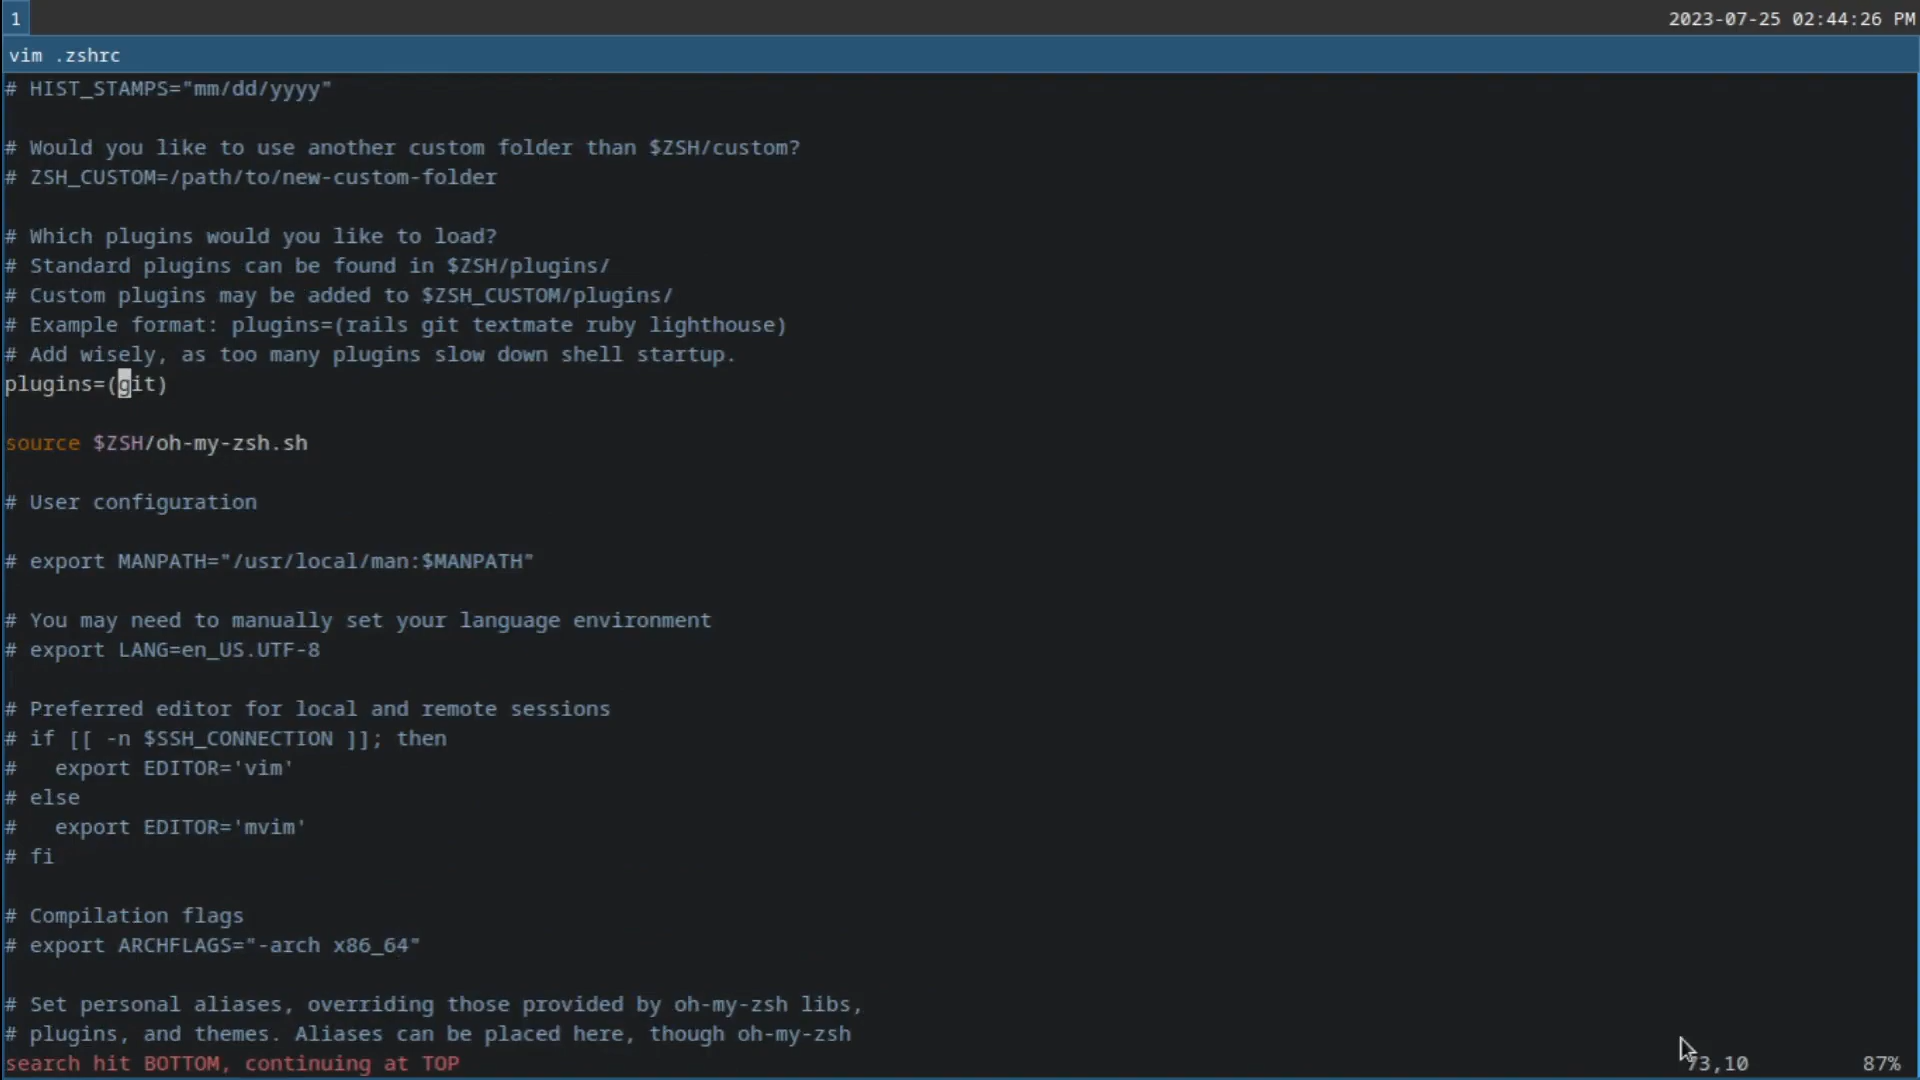 1
2023-07-25 02:44:26 PM
vim .zshrc
# HIST_STAMPS="mm/dd/yyyy"
# Would you like to use another custom folder than $ZSH/custom?
# ZSH_CUSTOM=/path/to/new-custom-folder
# Which plugins would you like to load?
# Standard plugins can be found in $ZSH/plugins/
# Custom plugins may be added to $ZSH_CUSTOM/plugins/
# Example format: plugins=(rails git textmate ruby lighthouse)
# Add wisely, as too many plugins slow down shell startup.
plugins=(git)
source $ZSH/oh-my-zsh.sh
# User configuration
# export MANPATH="/usr/local/man:$MANPATH"
# You may need to manually set your language environment
# export LANG=en_US.UTF-8
# Preferred editor for local and remote sessions
# if [[ -n $SSH_CONNECTION ]]; then
#   export EDITOR='vim'
# else
#   export EDITOR='mvim'
# fi
# Compilation flags
# export ARCHFLAGS="-arch x86_64"
# Set personal aliases, overriding those provided by oh-my-zsh libs,
# plugins, and themes. Aliases can be placed here, though oh-my-zsh
search hit BOTTOM, continuing at TOP
73,10
87%